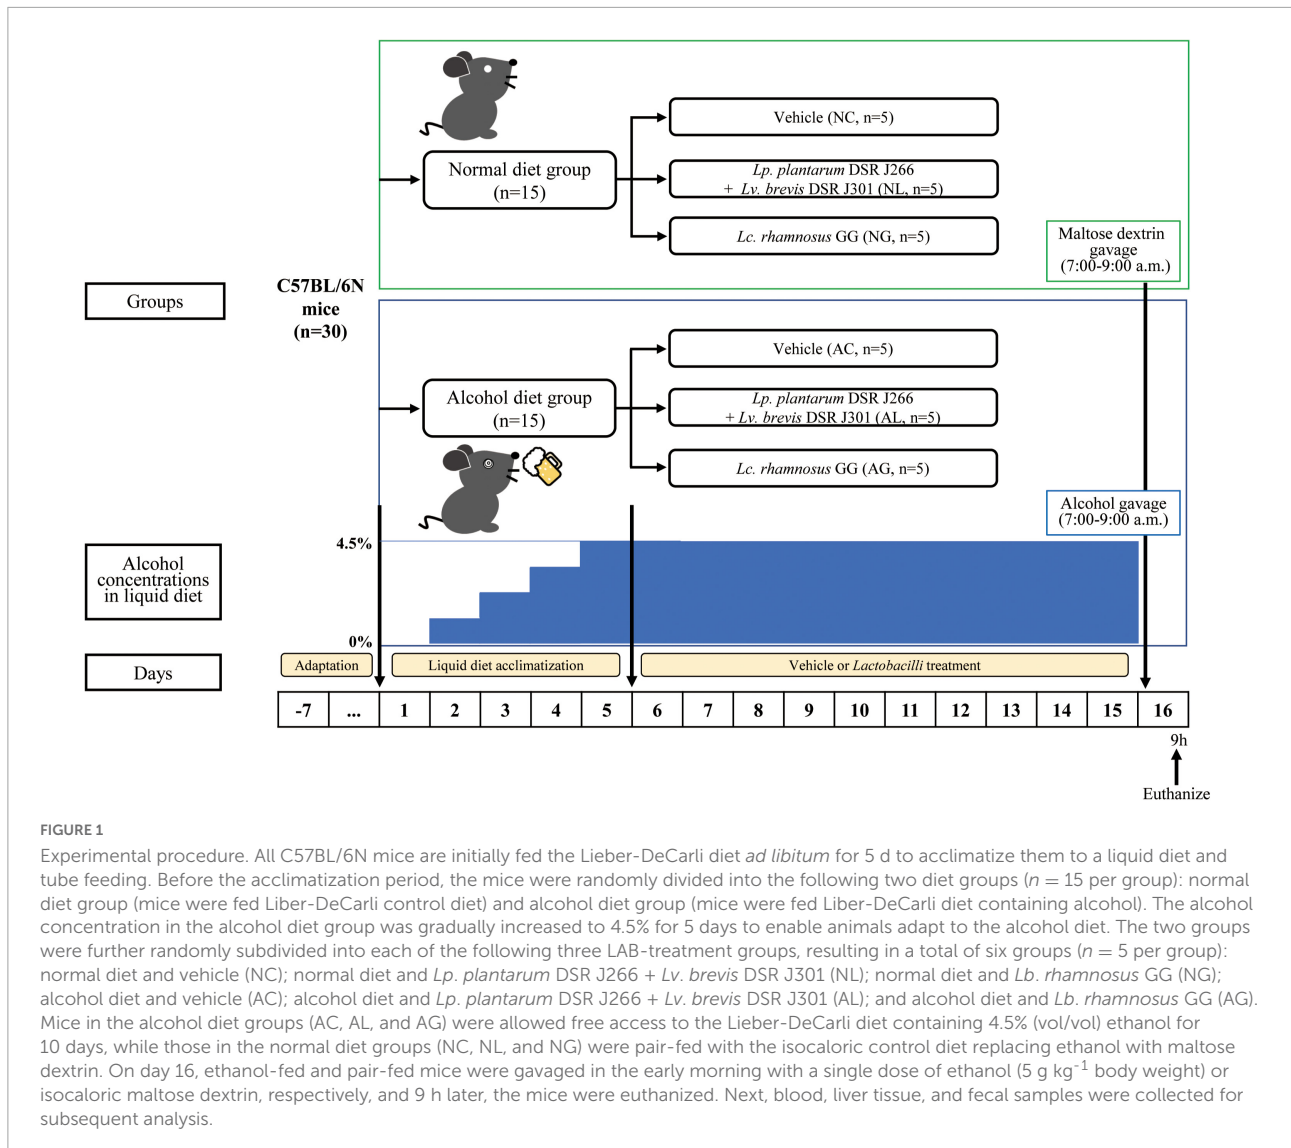 Vehicle (NC, n=5)
Normal diet group
(n=15)
Lp. plantarum DSR J266
+ Lv. brevis DSR J301 (NL, n=5)
Lc. rhamnosus GG (NG, n=5)
Maltose dextrin
gavage
(7:00-9:00 a.m.)
Groups
C57BL/6N
mice
(n=30)
Vehicle (AC, n=5)
Alcohol diet group
(n=15)
Lp. plantarum DSR J266
+ Lv. brevis DSR J301 (AL, n=5)
Lc. rhamnosus GG (AG, n=5)
Alcohol gavage
(7:00-9:00 a.m.)
Alcohol
concentrations
in liquid diet
4.5%
0%
Days
Adaptation
Liquid diet acclimatization
Vehicle or Lactobacilli treatment
-7 ... 1 2 3 4 5 6 7 8 9 10 11 12 13 14 15 16
9h
Euthanize
FIGURE 1
Experimental procedure. All C57BL/6N mice are initially fed the Lieber-DeCarli diet ad libitum for 5 d to acclimatize them to a liquid diet and
tube feeding. Before the acclimatization period, the mice were randomly divided into the following two diet groups (n = 15 per group): normal
diet group (mice were fed Liber-DeCarli control diet) and alcohol diet group (mice were fed Liber-DeCarli diet containing alcohol). The alcohol
concentration in the alcohol diet group was gradually increased to 4.5% for 5 days to enable animals adapt to the alcohol diet. The two groups
were further randomly subdivided into each of the following three LAB-treatment groups, resulting in a total of six groups (n = 5 per group):
normal diet and vehicle (NC); normal diet and Lp. plantarum DSR J266 + Lv. brevis DSR J301 (NL); normal diet and Lb. rhamnosus GG (NG);
alcohol diet and vehicle (AC); alcohol diet and Lp. plantarum DSR J266 + Lv. brevis DSR J301 (AL); and alcohol diet and Lb. rhamnosus GG (AG).
Mice in the alcohol diet groups (AC, AL, and AG) were allowed free access to the Lieber-DeCarli diet containing 4.5% (vol/vol) ethanol for
10 days, while those in the normal diet groups (NC, NL, and NG) were pair-fed with the isocaloric control diet replacing ethanol with maltose
dextrin. On day 16, ethanol-fed and pair-fed mice were gavaged in the early morning with a single dose of ethanol (5 g kg⁻¹ body weight) or
isocaloric maltose dextrin, respectively, and 9 h later, the mice were euthanized. Next, blood, liver tissue, and fecal samples were collected for
subsequent analysis.